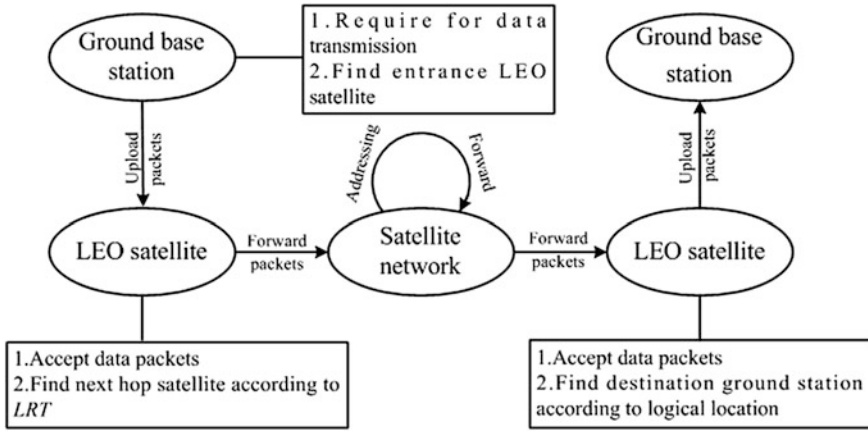 Ground base
station
1.Require for data
transmission
2.Find entrance LEO
satellite
Ground base
station
Upload
packets
Addressing
Forward
Upload
packets
LEO satellite
Forward
packets
Satellite
network
Forward
packets
LEO satellite
1.Accept data packets
2.Find next hop satellite according to
LRT
1.Accept data packets
2.Find destination ground station
according to logical location